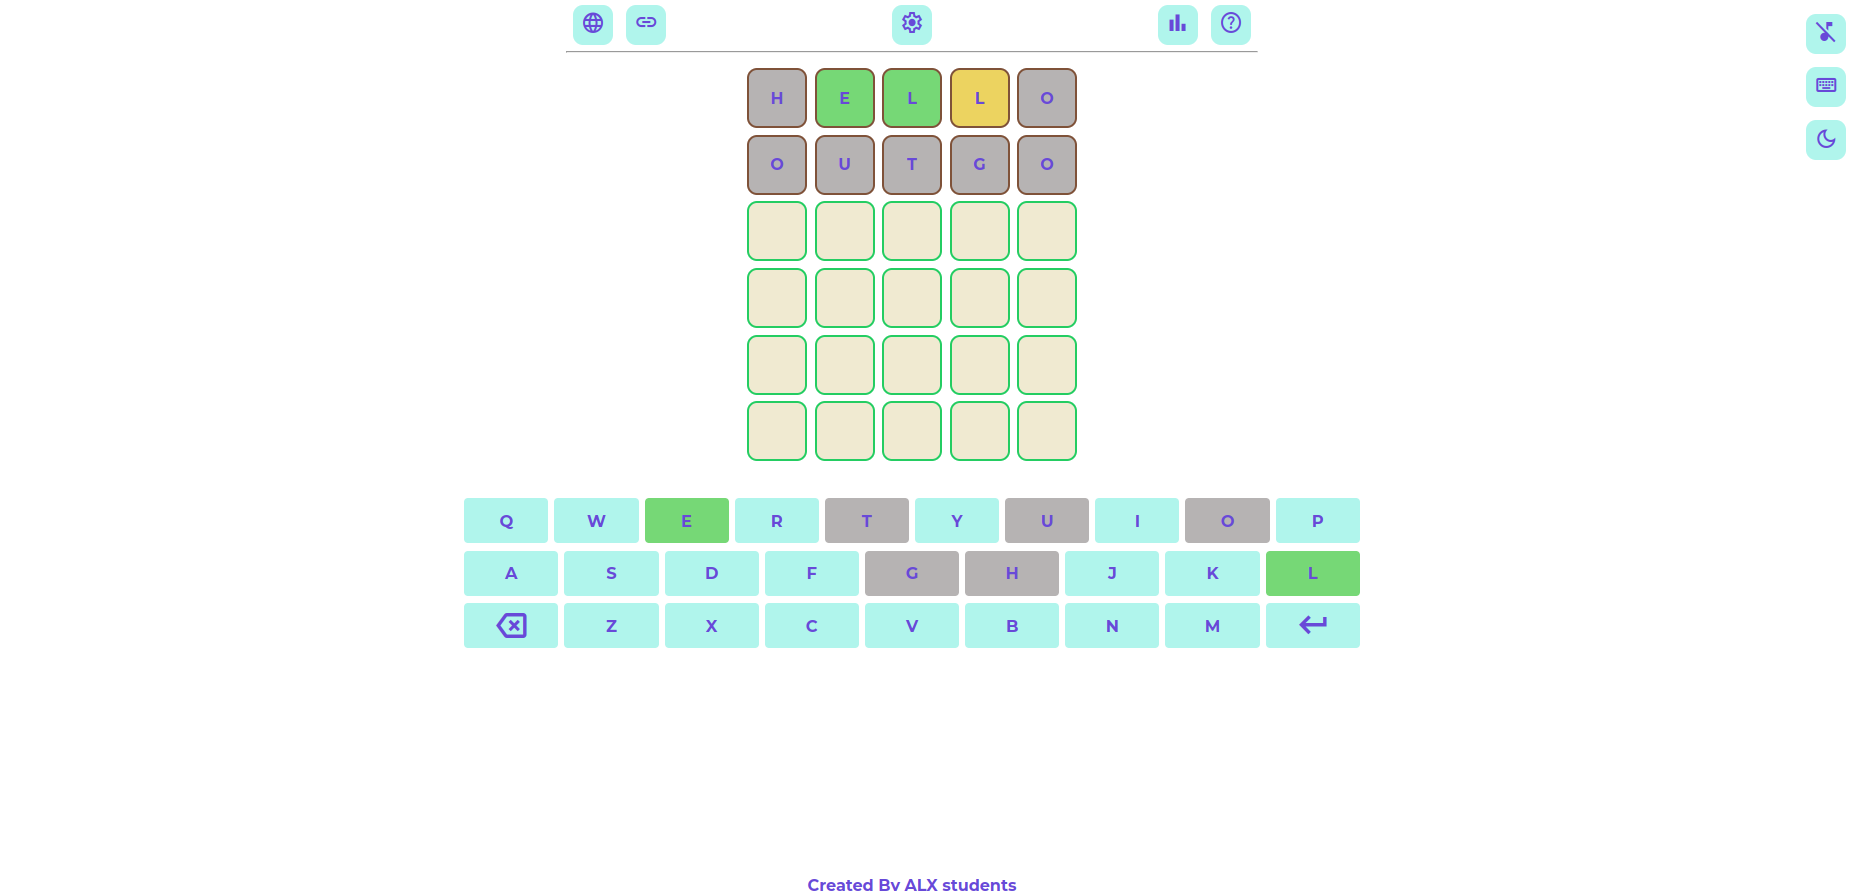 H E L L O
O U T G O
Q W E R T Y U I O P
A S D F G H J K L
Z X C V B N M
Created By ALX students